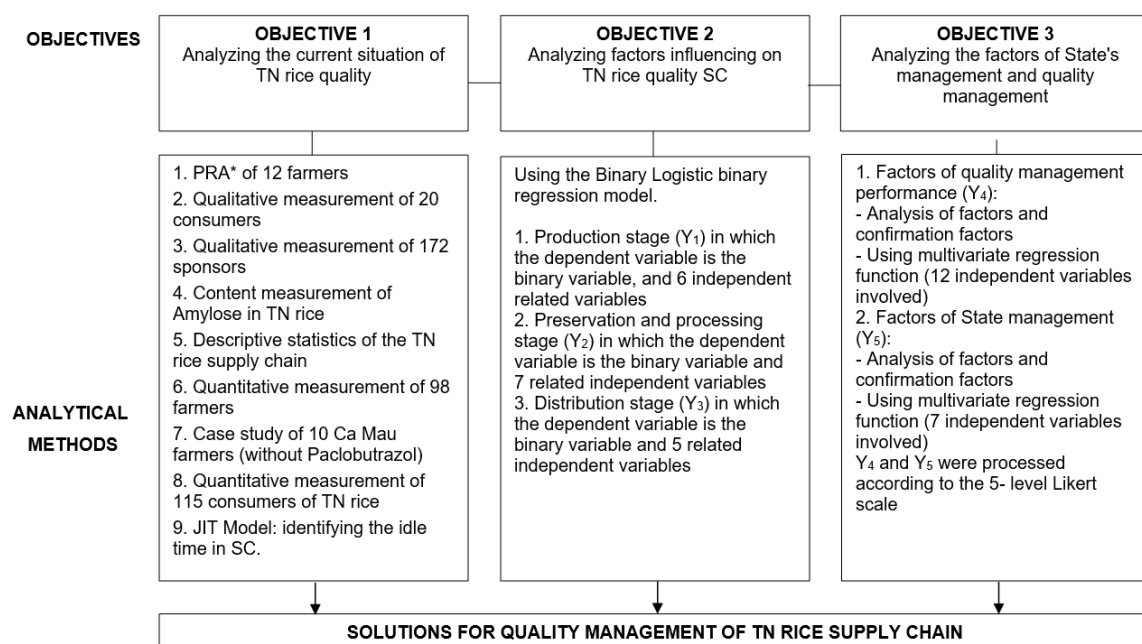 OBJECTIVES
OBJECTIVE 1
Analyzing the current situation of
TN rice quality
OBJECTIVE 2
Analyzing factors influencing on
TN rice quality SC
OBJECTIVE 3
Analyzing the factors of State's
management and quality
management
ANALYTICAL
METHODS
1. PRA* of 12 farmers
2. Qualitative measurement of 20
consumers
3. Qualitative measurement of 172
sponsors
4. Content measurement of
Amylose in TN rice
5. Descriptive statistics of the TN
rice supply chain
6. Quantitative measurement of 98
farmers
7. Case study of 10 Ca Mau
farmers (without Paclobutrazol)
8. Quantitative measurement of
115 consumers of TN rice
9. JIT Model: identifying the idle
time in SC.
Using the Binary Logistic binary
regression model.
1. Production stage (Y₁) in which
the dependent variable is the
binary variable, and 6 independent
related variables
2. Preservation and processing
stage (Y₂) in which the dependent
variable is the binary variable and
7 related independent variables
3. Distribution stage (Y₃) in which
the dependent variable is the
binary variable and 5 related
independent variables
1. Factors of quality management
performance (Y₄):
- Analysis of factors and
confirmation factors
- Using multivariate regression
function (12 independent variables
involved)
2. Factors of State management
(Y₅):
- Analysis of factors and
confirmation factors
- Using multivariate regression
function (7 independent variables
involved)
Y₄ and Y₅ were processed
according to the 5- level Likert
scale
SOLUTIONS FOR QUALITY MANAGEMENT OF TN RICE SUPPLY CHAIN